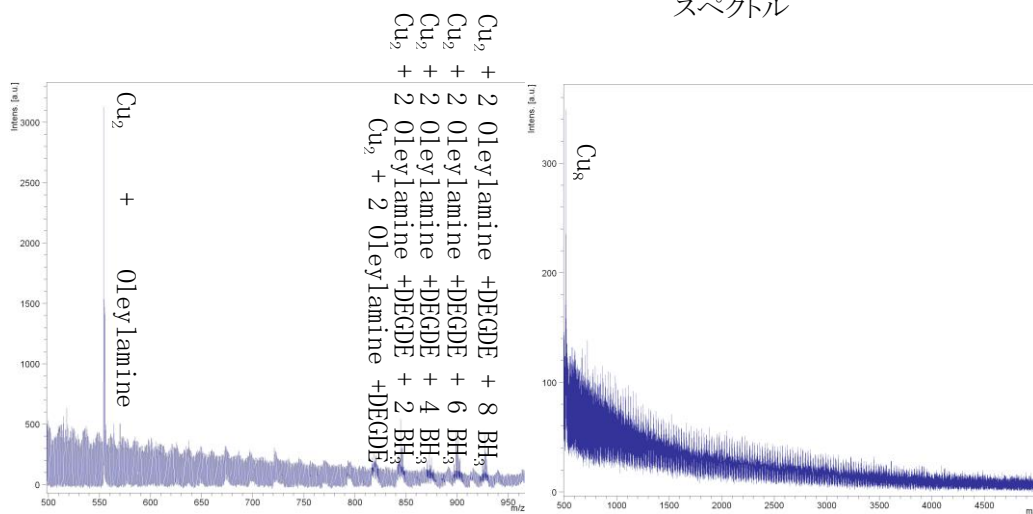 スペクトル
Cu₂ + Oleylamine
Cu₂ + 2 Oleylamine +DEGDE
Cu₂ + 2 Oleylamine +DEGDE + 2 BH₃
Cu₂ + 2 Oleylamine +DEGDE + 4 BH₃
Cu₂ + 2 Oleylamine +DEGDE + 6 BH₃
Cu₂ + 2 Oleylamine +DEGDE + 8 BH₃
Intens. [a.u.]
3000
2500
2000
1500
1000
500
0
500 550 600 650 700 750 800 850 900 950
m/z
Cu₈
Intens. [a.u.]
300
200
100
0
500 1000 1500 2000 2500 3000 3500 4000 4500